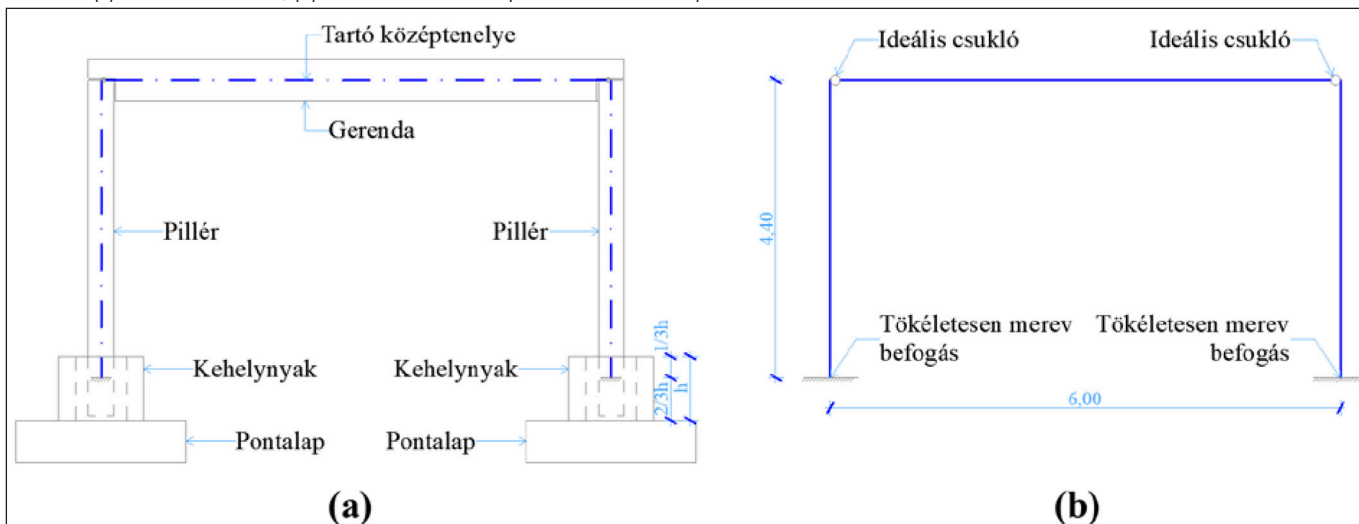 Tartó középtenelye
Gerenda
Pillér
Pillér
Kehelynyak
Kehelynyak
1/3h
2/3h
h
Pontalap
Pontalap
(a)
Ideális csukló
Ideális csukló
4,40
Tökéletesen merev
befogás
Tökéletesen merev
befogás
6,00
(b)